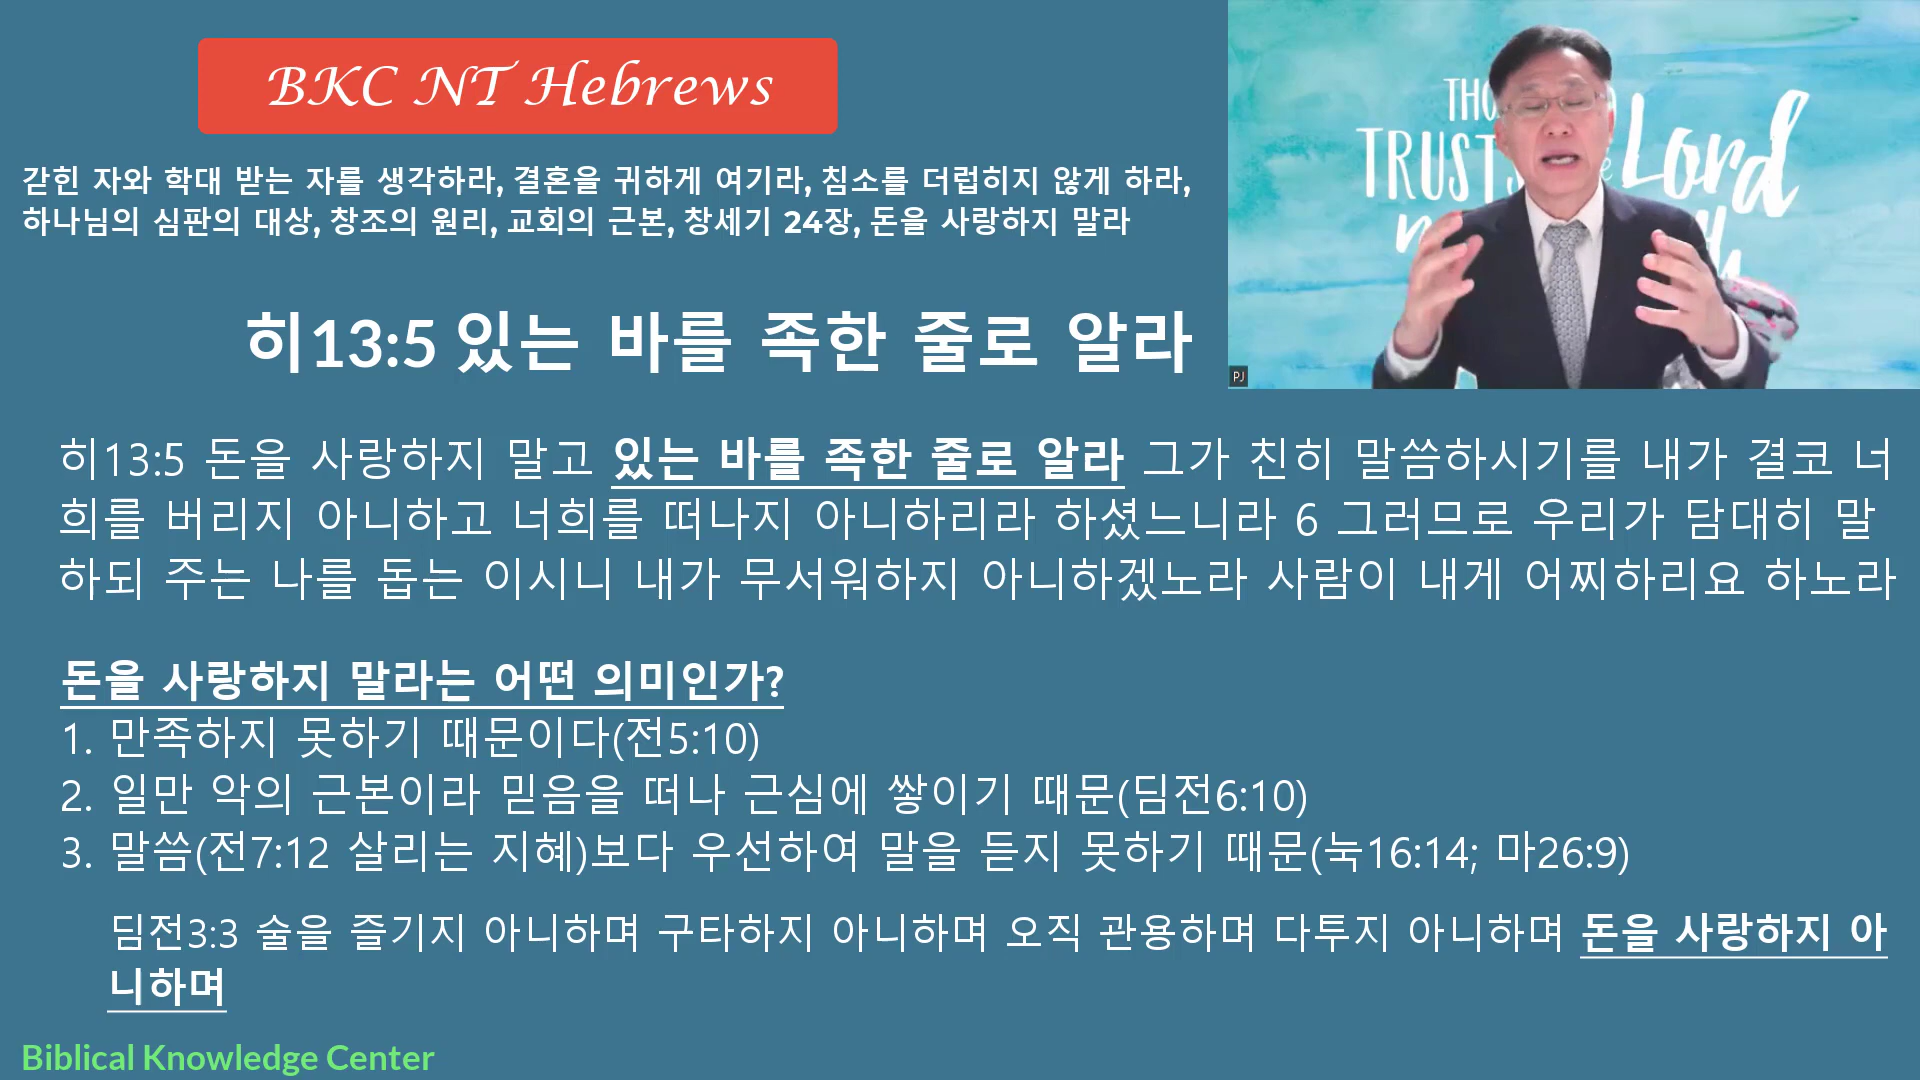 BKC NT Hebrews
갇힌 자와 학대 받는 자를 생각하라, 결혼을 귀하게 여기라, 침소를 더럽히지 않게 하라,
하나님의 심판의 대상, 창조의 원리, 교회의 근본, 창세기 24장, 돈을 사랑하지 말라
THO
TRUSTS
e Lord
PJ
히13:5 있는 바를 족한 줄로 알라
히13:5 돈을 사랑하지 말고 있는 바를 족한 줄로 알라 그가 친히 말씀하시기를 내가 결코 너
희를 버리지 아니하고 너희를 떠나지 아니하리라 하셨느니라 6 그러므로 우리가 담대히 말
하되 주는 나를 돕는 이시니 내가 무서워하지 아니하겠노라 사람이 내게 어찌하리요 하노라
돈을 사랑하지 말라는 어떤 의미인가?
1. 만족하지 못하기 때문이다(전5:10)
2. 일만 악의 근본이라 믿음을 떠나 근심에 쌓이기 때문(딤전6:10)
3. 말씀(전7:12 살리는 지혜)보다 우선하여 말을 듣지 못하기 때문(눅16:14; 마26:9)
딤전3:3 술을 즐기지 아니하며 구타하지 아니하며 오직 관용하며 다투지 아니하며 돈을 사랑하지 아
니하며
Biblical Knowledge Center